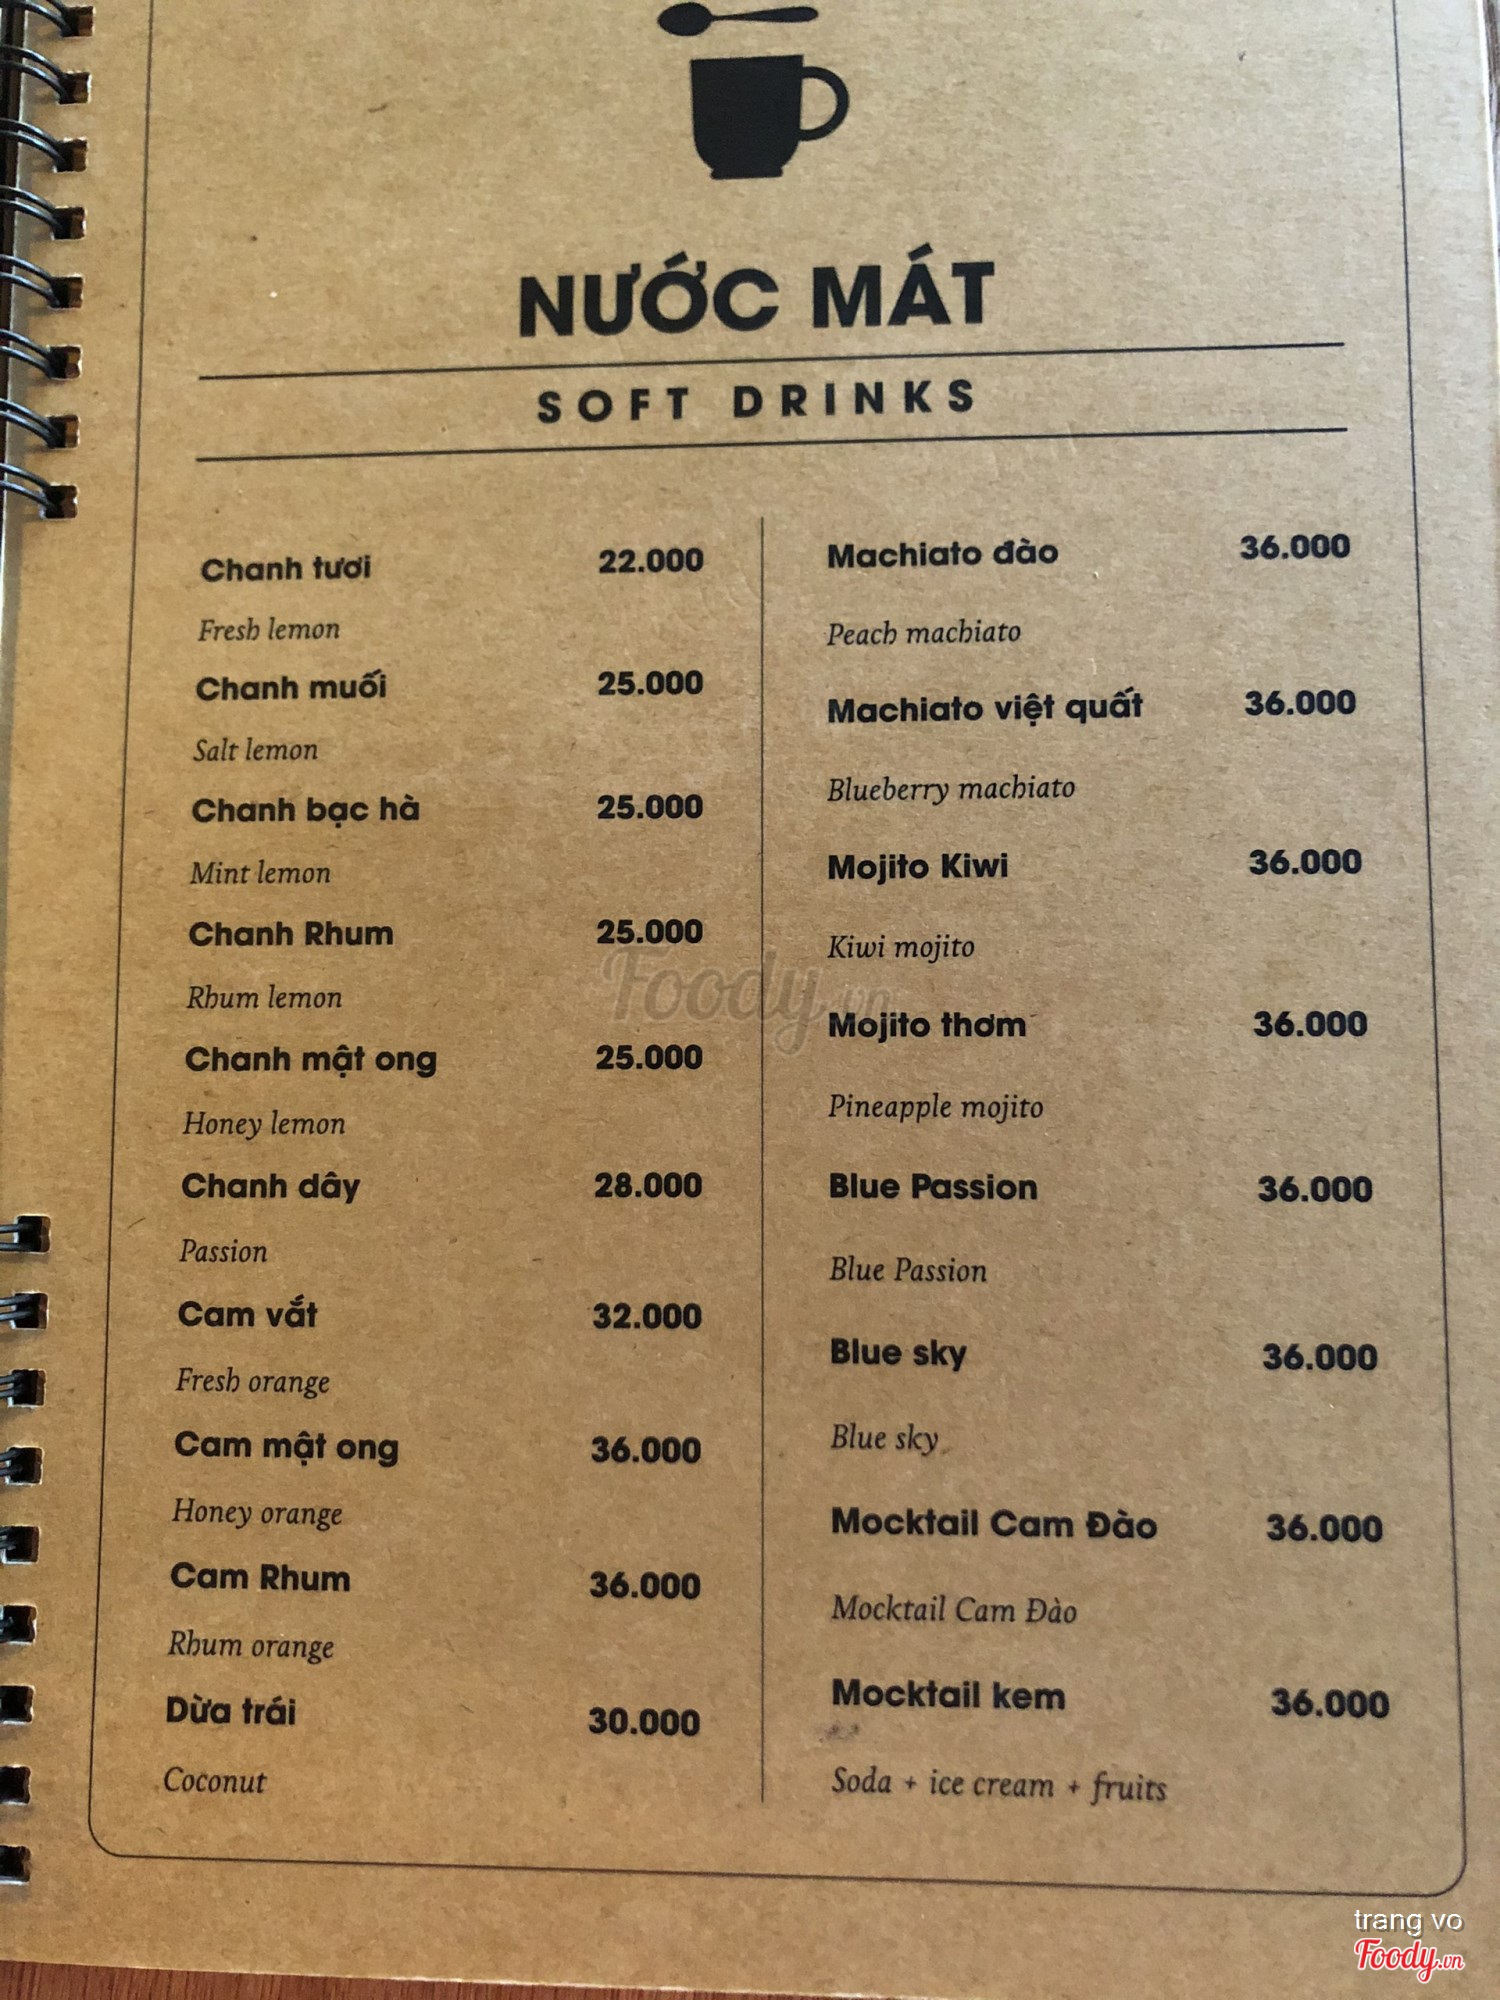 NƯỚC MÁT
SOFT DRINKS
Chanh tươi 22.000
Fresh lemon
Chanh muối 25.000
Salt lemon
Chanh bạc hà 25.000
Mint lemon
Chanh Rhum 25.000
Rhum lemon
Chanh mật ong 25.000
Honey lemon
Chanh dây 28.000
Passion
Cam vắt 32.000
Fresh orange
Cam mật ong 36.000
Honey orange
Cam Rhum 36.000
Rhum orange
Dừa trái 30.000
Coconut
Machiato đào 36.000
Peach machiato
Machiato việt quất 36.000
Blueberry machiato
Mojito Kiwi 36.000
Kiwi mojito
Mojito thơm 36.000
Pineapple mojito
Blue Passion 36.000
Blue Passion
Blue sky 36.000
Blue sky
Mocktail Cam Đào 36.000
Mocktail Cam Đào
Mocktail kem 36.000
Soda + ice cream + fruits
Foody.vn
trang vo
Foody.vn